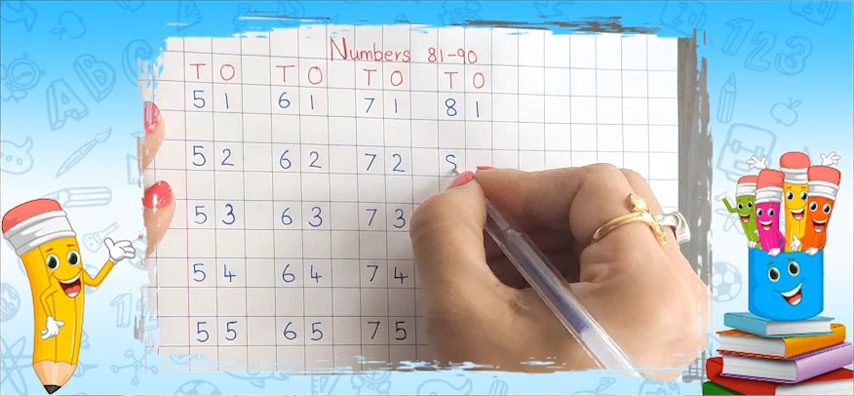 Numbers 81-90
T O T O T O T O
5 1 6 1 7 1 8 1
5 2 6 2 7 2
5 3 6 3 7 3
5 4 6 4 7 4
5 5 6 5 7 5